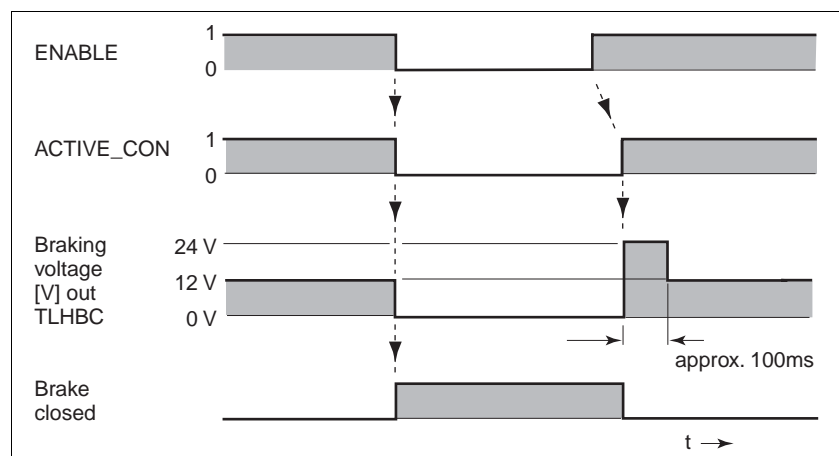 ENABLE
1
0
ACTIVE_CON
1
0
Braking
voltage
[V] out
TLHBC
24 V
12 V
0 V
approx. 100ms
Brake
closed
t